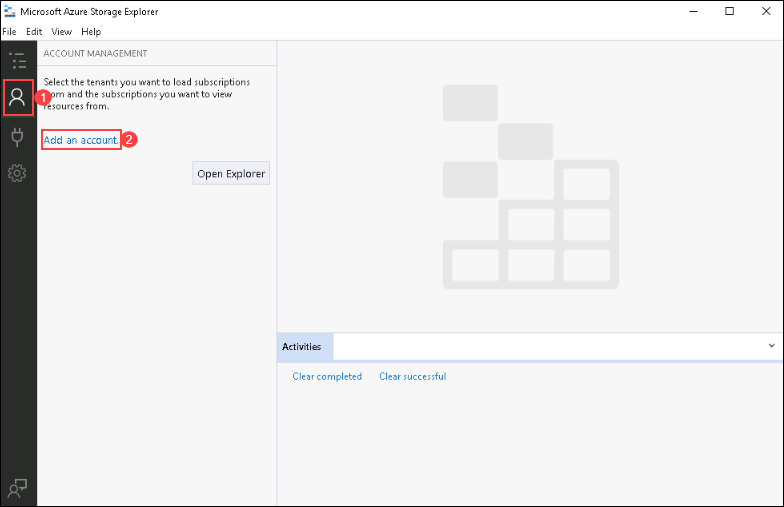 Microsoft Azure Storage Explorer
File Edit View Help
ACCOUNT MANAGEMENT
Select the tenants you want to load subscriptions
om and the subscriptions you want to view
resources from.
1
Add an account.
2
Open Explorer
Activities
Clear completed Clear successful